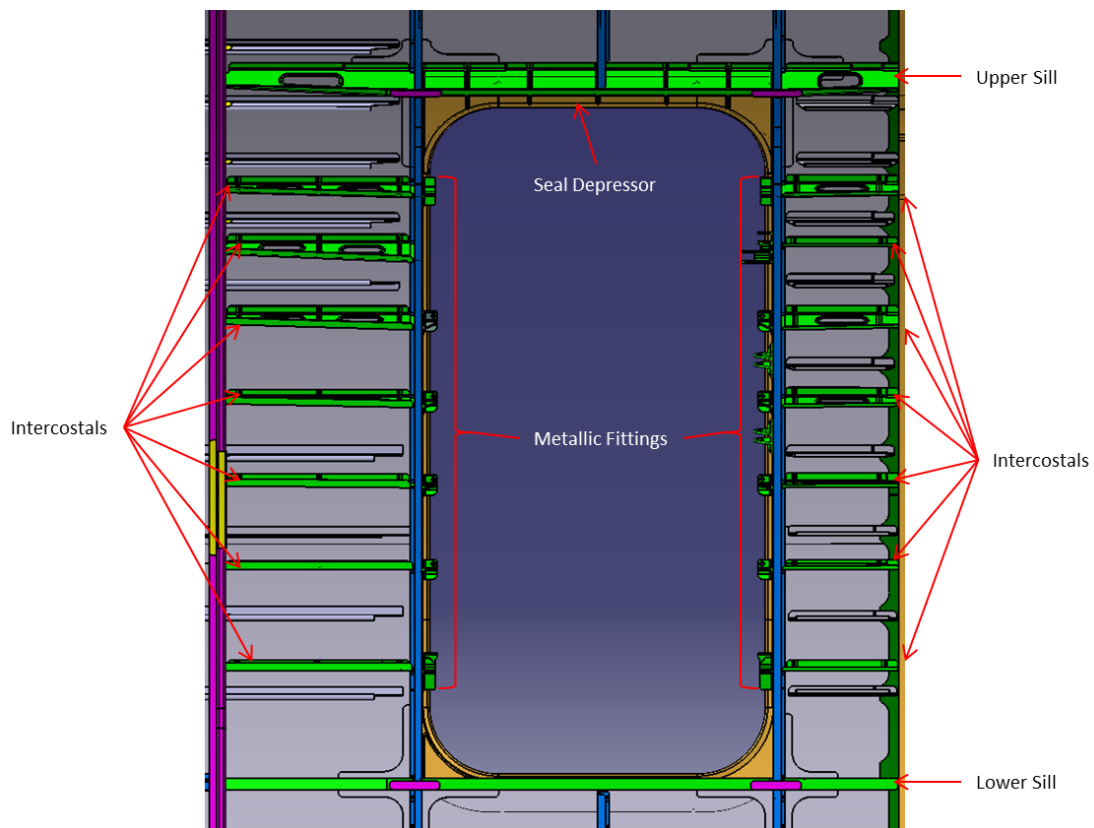 Upper Sill
Seal Depressor
Intercostals
Metallic Fittings
Intercostals
Lower Sill